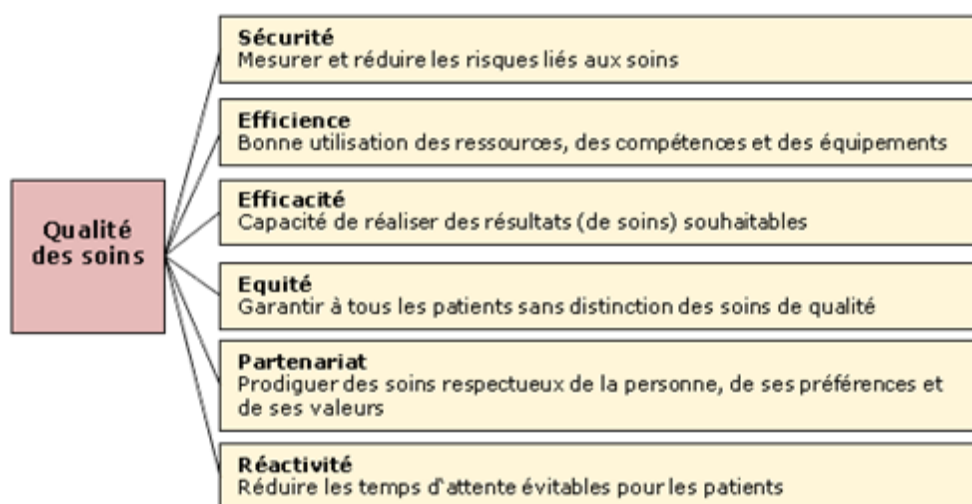 Qualité
des soins
Sécurité
Mesurer et réduire les risques liés aux soins
Efficience
Bonne utilisation des ressources, des compétences et des équipements
Efficacité
Capacité de réaliser des résultats (de soins) souhaitables
Equité
Garantir à tous les patients sans distinction des soins de qualité
Partenariat
Prodiguer des soins respectueux de la personne, de ses préférences et
de ses valeurs
Réactivité
Réduire les temps d'attente évitables pour les patients